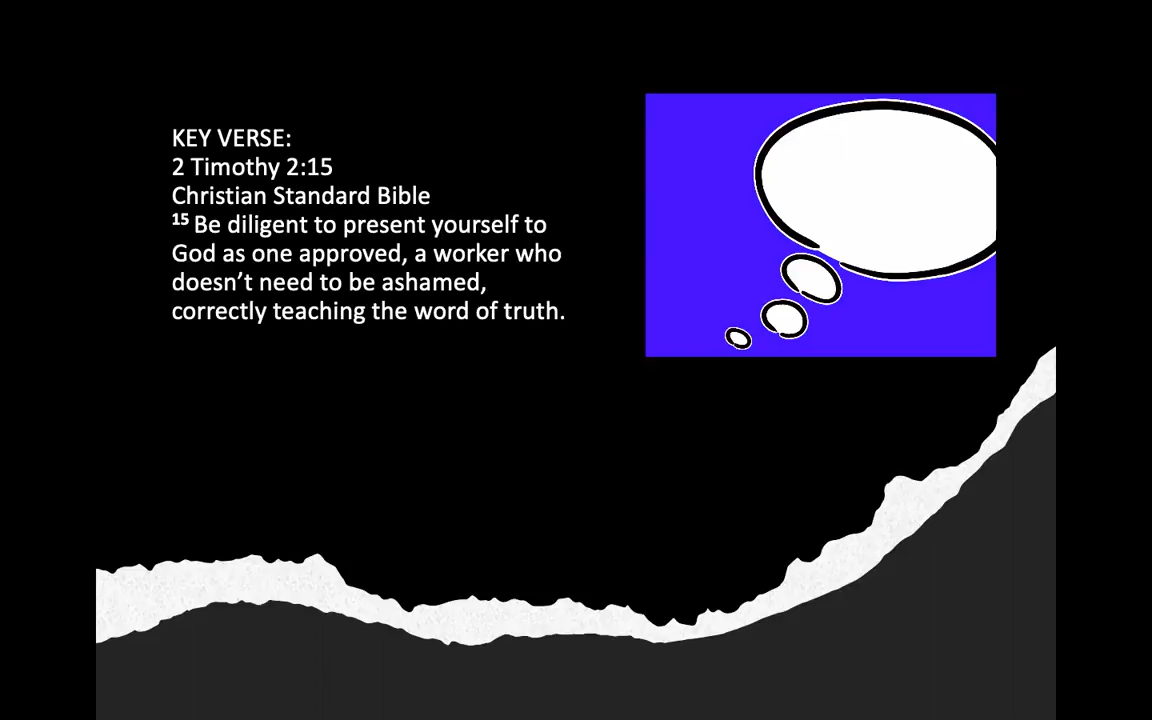 KEY VERSE:
2 Timothy 2:15
Christian Standard Bible
15 Be diligent to present yourself to
God as one approved, a worker who
doesn’t need to be ashamed,
correctly teaching the word of truth.